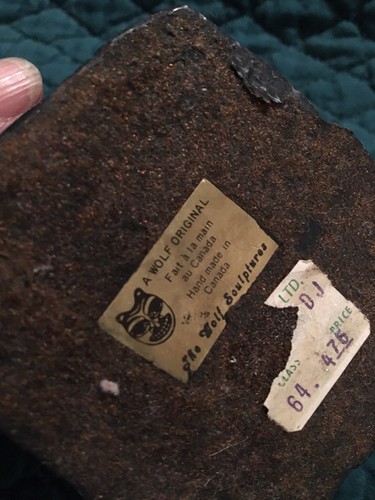 A WOLF ORIGINAL
Fait à la main
au Canada
Hand made in
Canada
The Wolf Sculptures
LTD.
DJ
CLASS PRICE
64. 475